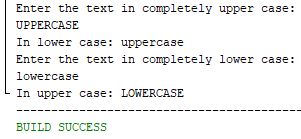 Enter the text in completely upper case:
UPPERCASE
In lower case: uppercase
Enter the text in completely lower case:
lowercase
In upper case: LOWERCASE
------------------------------------------
BUILD SUCCESS